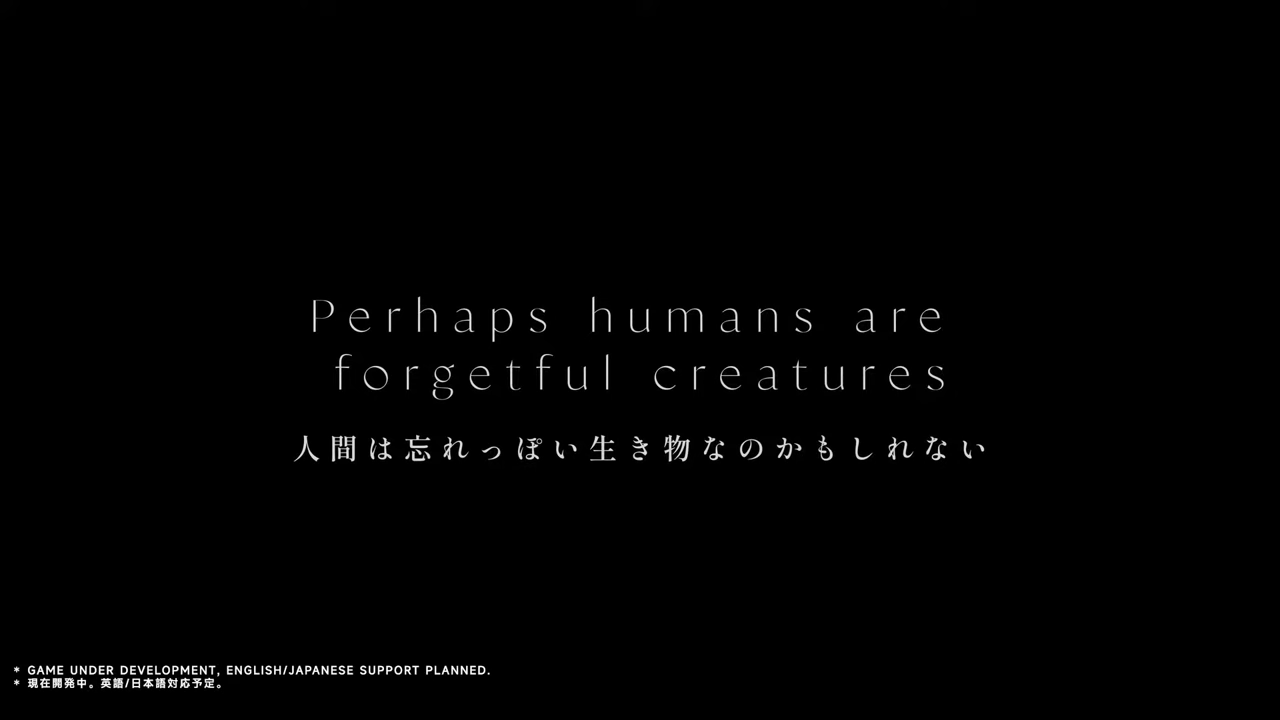 Perhaps humans are
forgetful creatures
人間は忘れっぽい生き物なのかもしれない
* GAME UNDER DEVELOPMENT, ENGLISH/JAPANESE SUPPORT PLANNED.
* 現在開発中。英語/日本語対応予定。